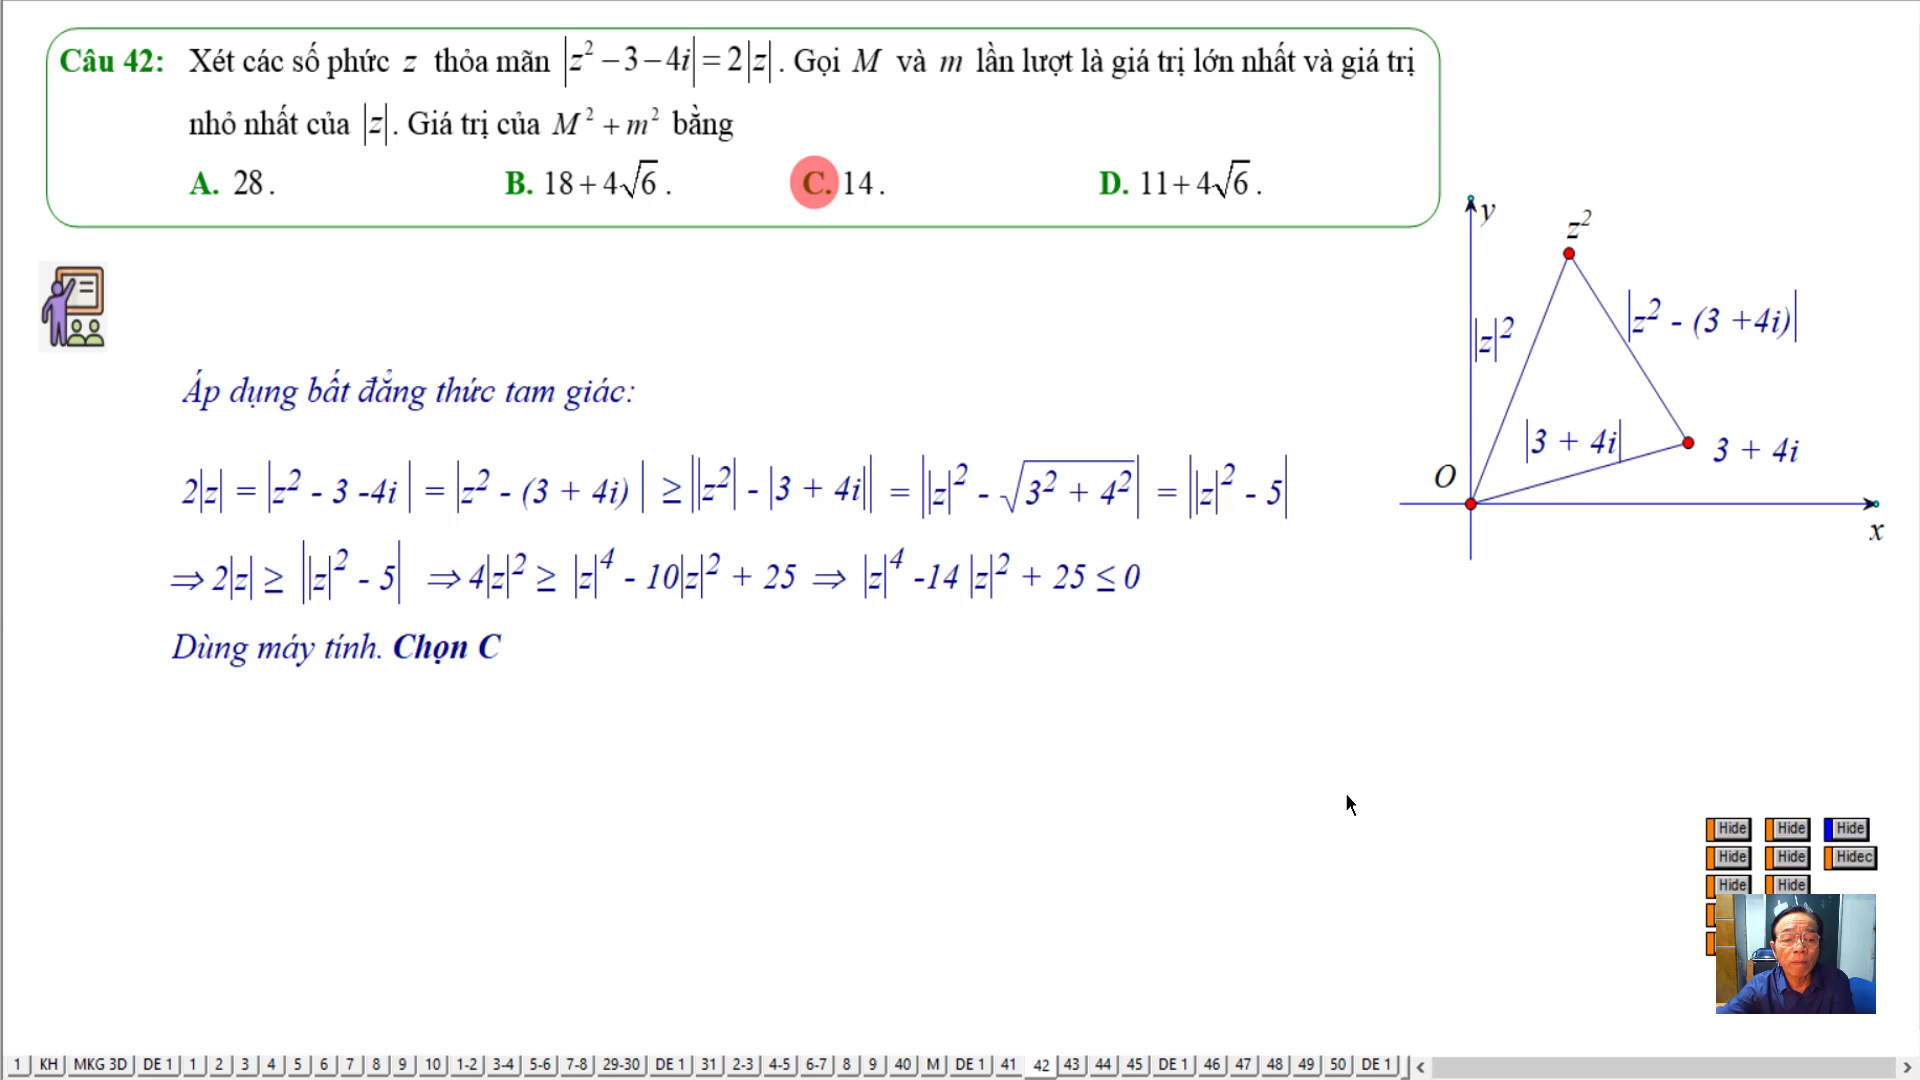 Câu 42: Xét các số phức z thỏa mãn |z² − 3 − 4i| = 2|z|. Gọi M và m lần lượt là giá trị lớn nhất và giá trị
nhỏ nhất của |z|. Giá trị của M² + m² bằng
A. 28. B. 18 + 4√6. C. 14. D. 11 + 4√6.
y
z²
|z|²
|z² - (3 +4i)|
|3 + 4i|
3 + 4i
O
x
Áp dụng bất đẳng thức tam giác:
2|z| = |z² - 3 -4i| = |z² - (3 + 4i)| ≥ ||z²| - |3 + 4i|| = ||z|² - √(3² + 4²)| = ||z|² - 5|
⇒ 2|z| ≥ ||z|² - 5| ⇒ 4|z|² ≥ |z|⁴ - 10|z|² + 25 ⇒ |z|⁴ -14 |z|² + 25 ≤ 0
Dùng máy tính. Chọn C
Hide Hide Hide
Hide Hide Hidec
Hide Hide
1 KH MKG 3D DE 1 1 2 3 4 5 6 7 8 9 10 1-2 3-4 5-6 7-8 29-30 DE 1 31 2-3 4-5 6-7 8 9 40 M DE 1 41 42 43 44 45 DE 1 46 47 48 49 50 DE 1